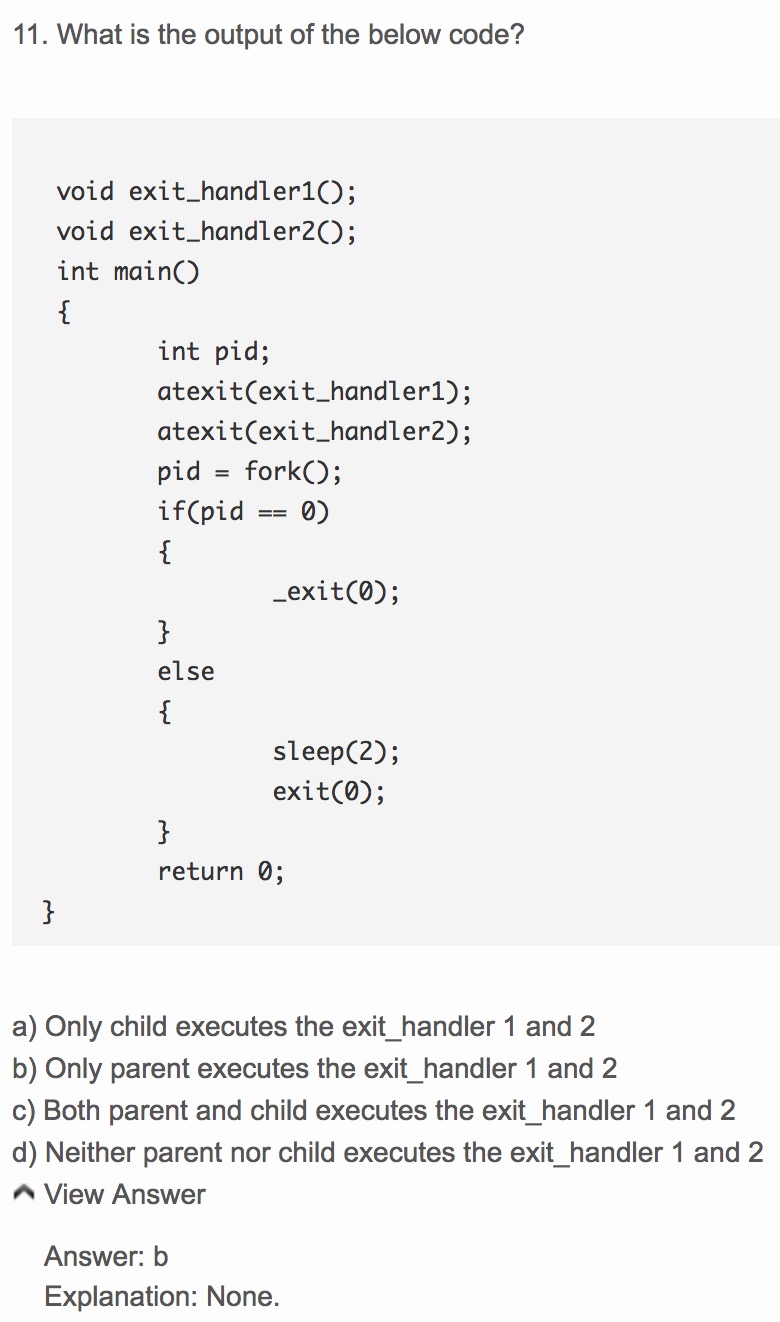 11. What is the output of the below code?
void exit_handler1();
void exit_handler2();
int main()
{
int pid;
atexit(exit_handler1);
atexit(exit_handler2);
pid = fork();
if(pid == 0)
{
_exit(0);
}
else
{
sleep(2);
exit(0);
}
return 0;
}
a) Only child executes the exit_handler 1 and 2
b) Only parent executes the exit_handler 1 and 2
c) Both parent and child executes the exit_handler 1 and 2
d) Neither parent nor child executes the exit_handler 1 and 2
View Answer
Answer: b
Explanation: None.